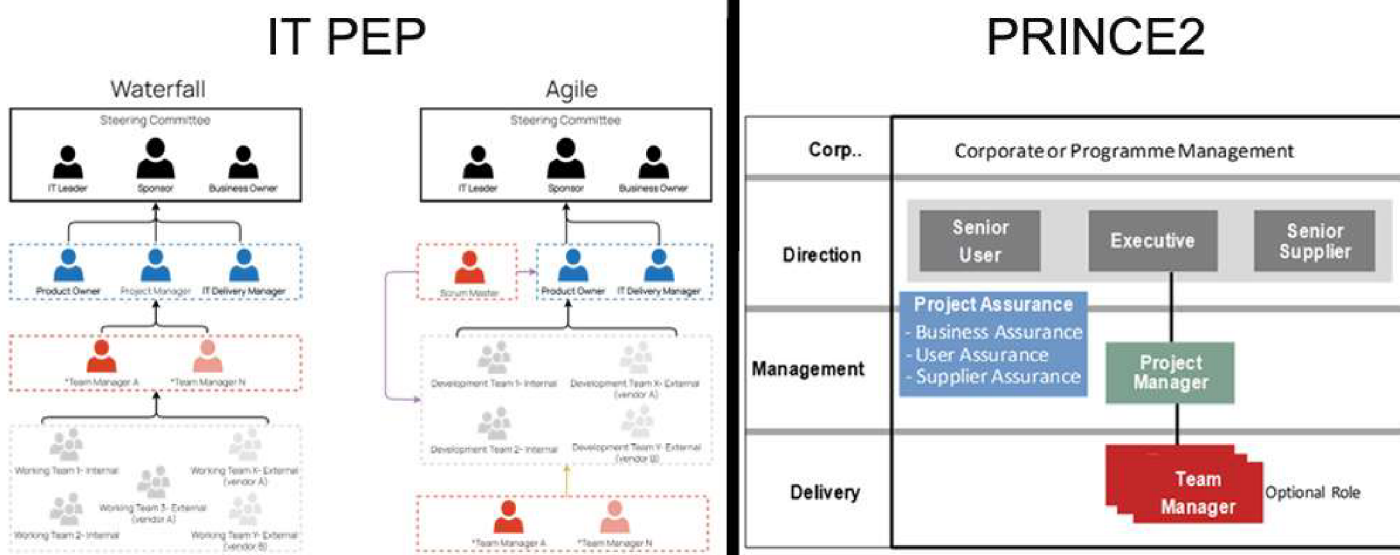 IT PEP
Waterfall
Steering Committee
IT Leader
Sponsor
Business Owner
Product Owner
Project Manager
IT Delivery Manager
*Team Manager A
*Team Manager N
Working Team 1- Internal
Working Team X- External
(vendor A)
Working Team 3- External
(vendor A)
Working Team 2- Internal
Working Team Y- External
(vendor B)
Agile
Steering Committee
IT Leader
Sponsor
Business Owner
Scrum Master
Product Owner
IT Delivery Manager
Development Team 1- Internal
Development Team X- External
(vendor A)
Development Team 2- Internal
Development Team Y- External
(vendor B)
*Team Manager A
*Team Manager N
PRINCE2
Corp..
Corporate or Programme Management
Direction
Senior
User
Executive
Senior
Supplier
Project Assurance
- Business Assurance
- User Assurance
- Supplier Assurance
Management
Project
Manager
Delivery
Team
Manager
Optional Role